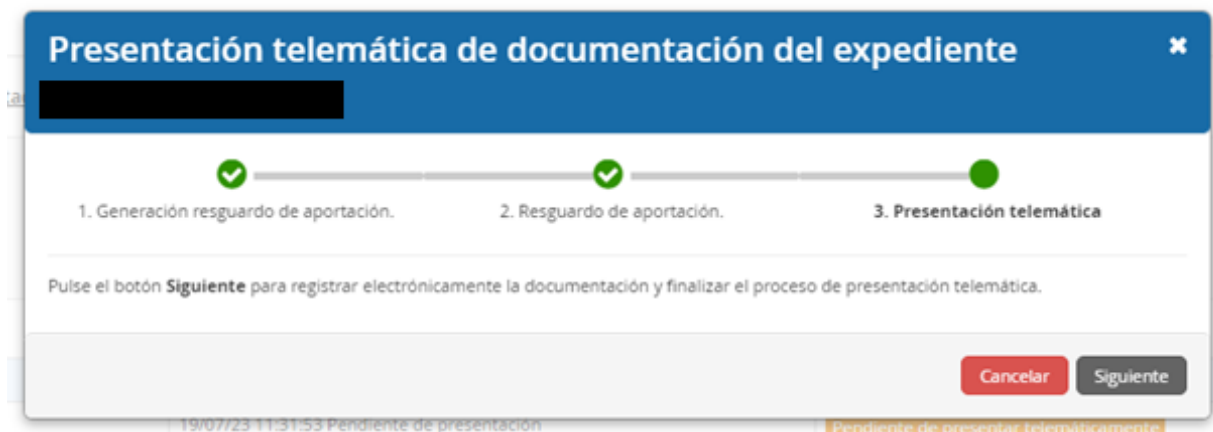 Presentación telemática de documentación del expediente
1. Generación resguardo de aportación.
2. Resguardo de aportación.
3. Presentación telemática
Pulse el botón Siguiente para registrar electrónicamente la documentación y finalizar el proceso de presentación telemática.
Cancelar
Siguiente
19/07/23 11:31:53 Pendiente de presentación
Pendiente de presentar telemáticamente